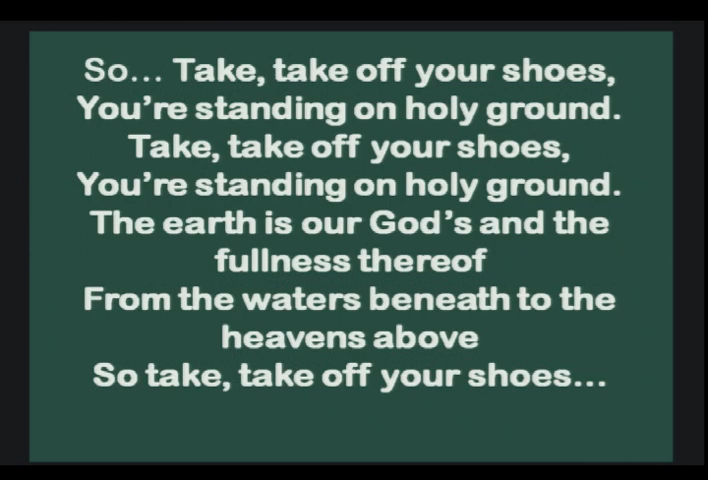 So... Take, take off your shoes,
You're standing on holy ground.
Take, take off your shoes,
You're standing on holy ground.
The earth is our God's and the
fullness thereof
From the waters beneath to the
heavens above
So take, take off your shoes...